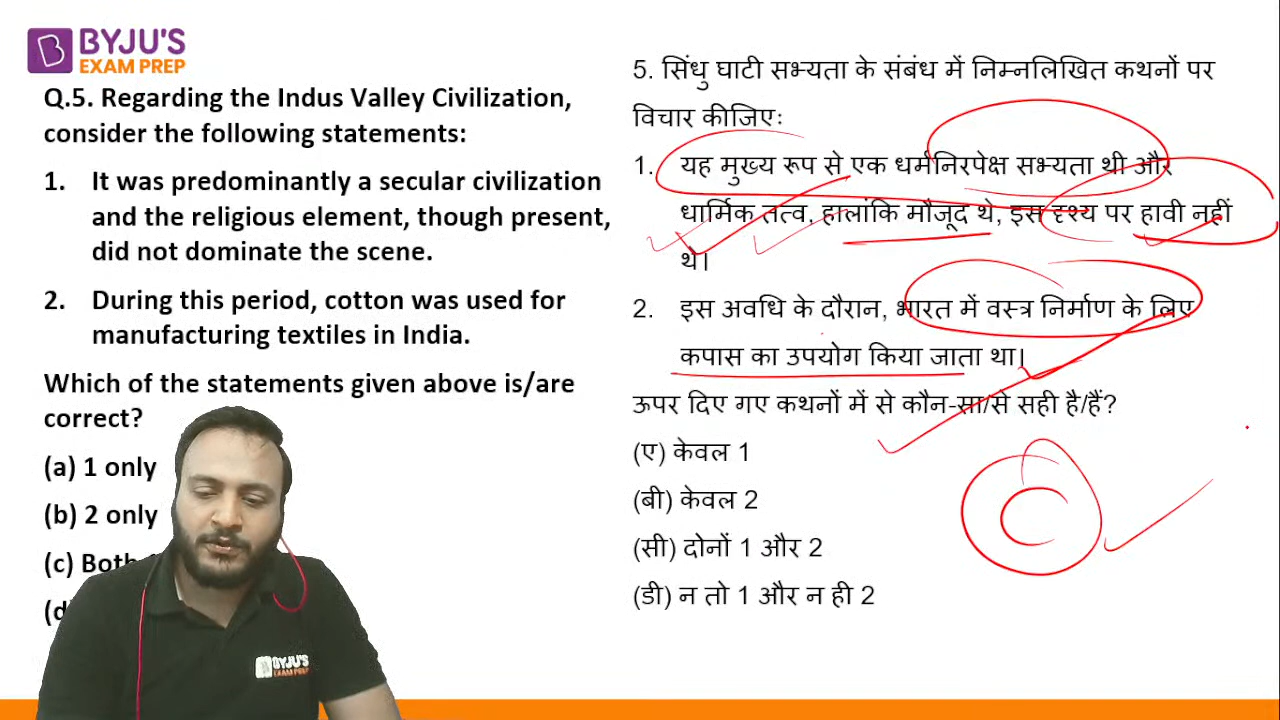 BYJU'S
EXAM PREP
Q.5. Regarding the Indus Valley Civilization,
consider the following statements:
1. It was predominantly a secular civilization
and the religious element, though present,
did not dominate the scene.
2. During this period, cotton was used for
manufacturing textiles in India.
Which of the statements given above is/are
correct?
(a) 1 only
(b) 2 only
(c) Both
(d)
5. सिंधु घाटी सभ्यता के संबंध में निम्नलिखित कथनों पर
विचार कीजिए:
1. यह मुख्य रूप से एक धर्मनिरपेक्ष सभ्यता थी और
धार्मिक तत्व, हालांकि मौजूद थे, इस दृश्य पर हावी नहीं
थे।
2. इस अवधि के दौरान, भारत में वस्त्र निर्माण के लिए
कपास का उपयोग किया जाता था।
ऊपर दिए गए कथनों में से कौन-सा/से सही है/हैं?
(ए) केवल 1
(बी) केवल 2
(सी) दोनों 1 और 2
(डी) न तो 1 और न ही 2
C
BYJU'S
EXAM PREP